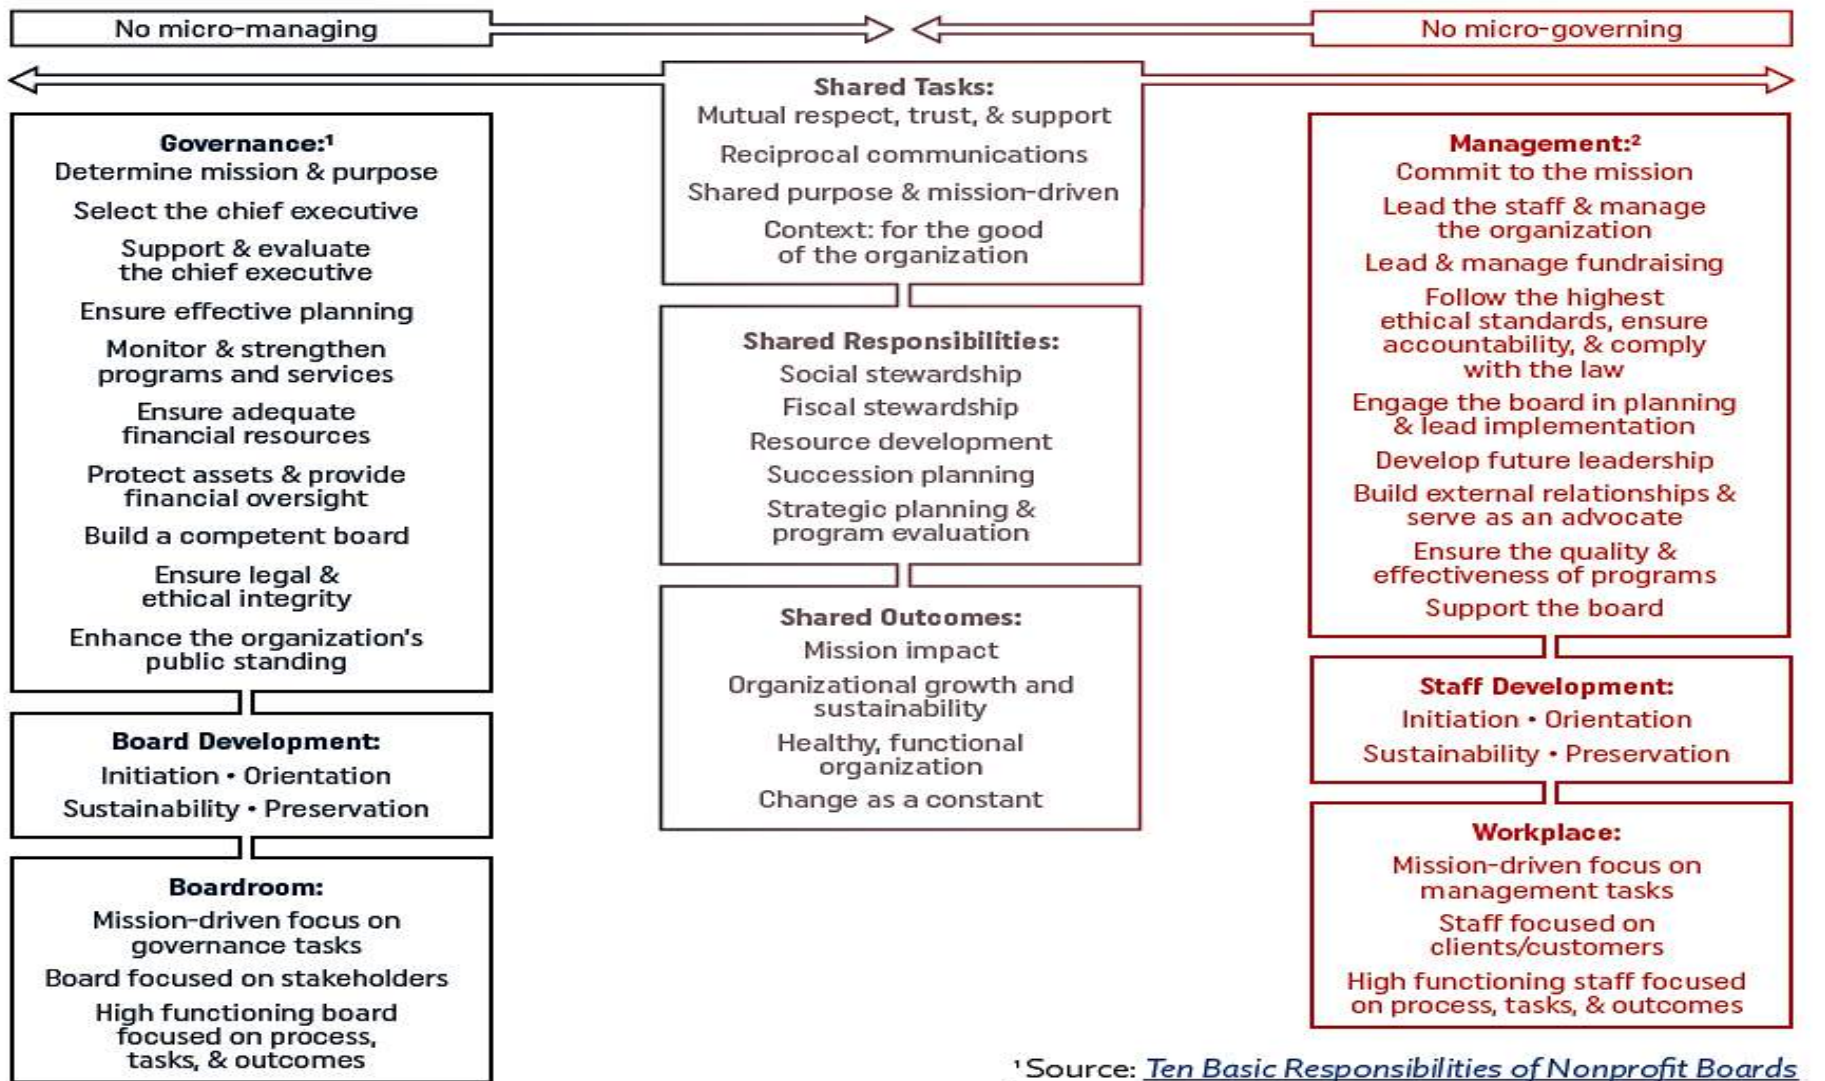 No micro-managing
No micro-governing
Governance:¹
Determine mission & purpose
Select the chief executive
Support & evaluate
the chief executive
Ensure effective planning
Monitor & strengthen
programs and services
Ensure adequate
financial resources
Protect assets & provide
financial oversight
Build a competent board
Ensure legal &
ethical integrity
Enhance the organization's
public standing
Board Development:
Initiation • Orientation
Sustainability • Preservation
Boardroom:
Mission-driven focus on
governance tasks
Board focused on stakeholders
High functioning board
focused on process,
tasks, & outcomes
Shared Tasks:
Mutual respect, trust, & support
Reciprocal communications
Shared purpose & mission-driven
Context: for the good
of the organization
Shared Responsibilities:
Social stewardship
Fiscal stewardship
Resource development
Succession planning
Strategic planning &
program evaluation
Shared Outcomes:
Mission impact
Organizational growth and
sustainability
Healthy, functional
organization
Change as a constant
Management:²
Commit to the mission
Lead the staff & manage
the organization
Lead & manage fundraising
Follow the highest
ethical standards, ensure
accountability, & comply
with the law
Engage the board in planning
& lead implementation
Develop future leadership
Build external relationships &
serve as an advocate
Ensure the quality &
effectiveness of programs
Support the board
Staff Development:
Initiation • Orientation
Sustainability • Preservation
Workplace:
Mission-driven focus on
management tasks
Staff focused on
clients/customers
High functioning staff focused
on process, tasks, & outcomes
¹ Source: Ten Basic Responsibilities of Nonprofit Boards